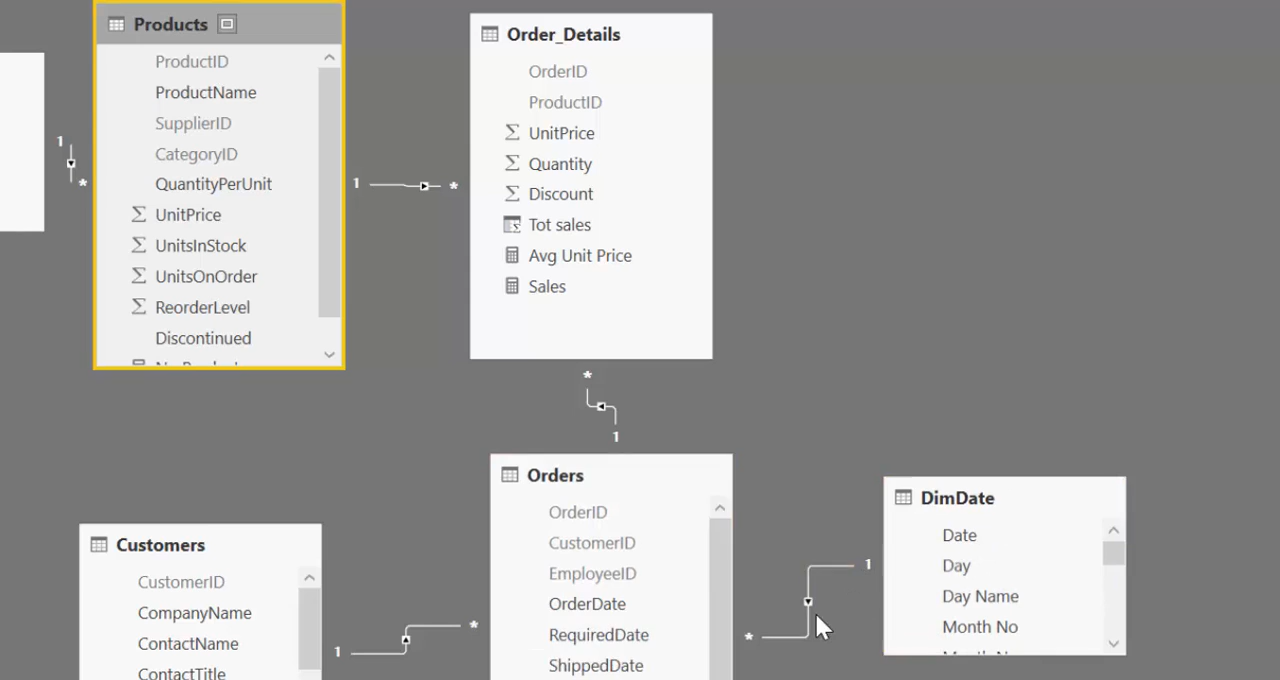 Products
ProductID
ProductName
SupplierID
CategoryID
QuantityPerUnit
UnitPrice
UnitsInStock
UnitsOnOrder
ReorderLevel
Discontinued
1
*
1
*
Order_Details
OrderID
ProductID
UnitPrice
Quantity
Discount
Tot sales
Avg Unit Price
Sales
*
1
Customers
CustomerID
CompanyName
ContactName
ContactTitle
1
*
Orders
OrderID
CustomerID
EmployeeID
OrderDate
RequiredDate
ShippedDate
*
1
DimDate
Date
Day
Day Name
Month No